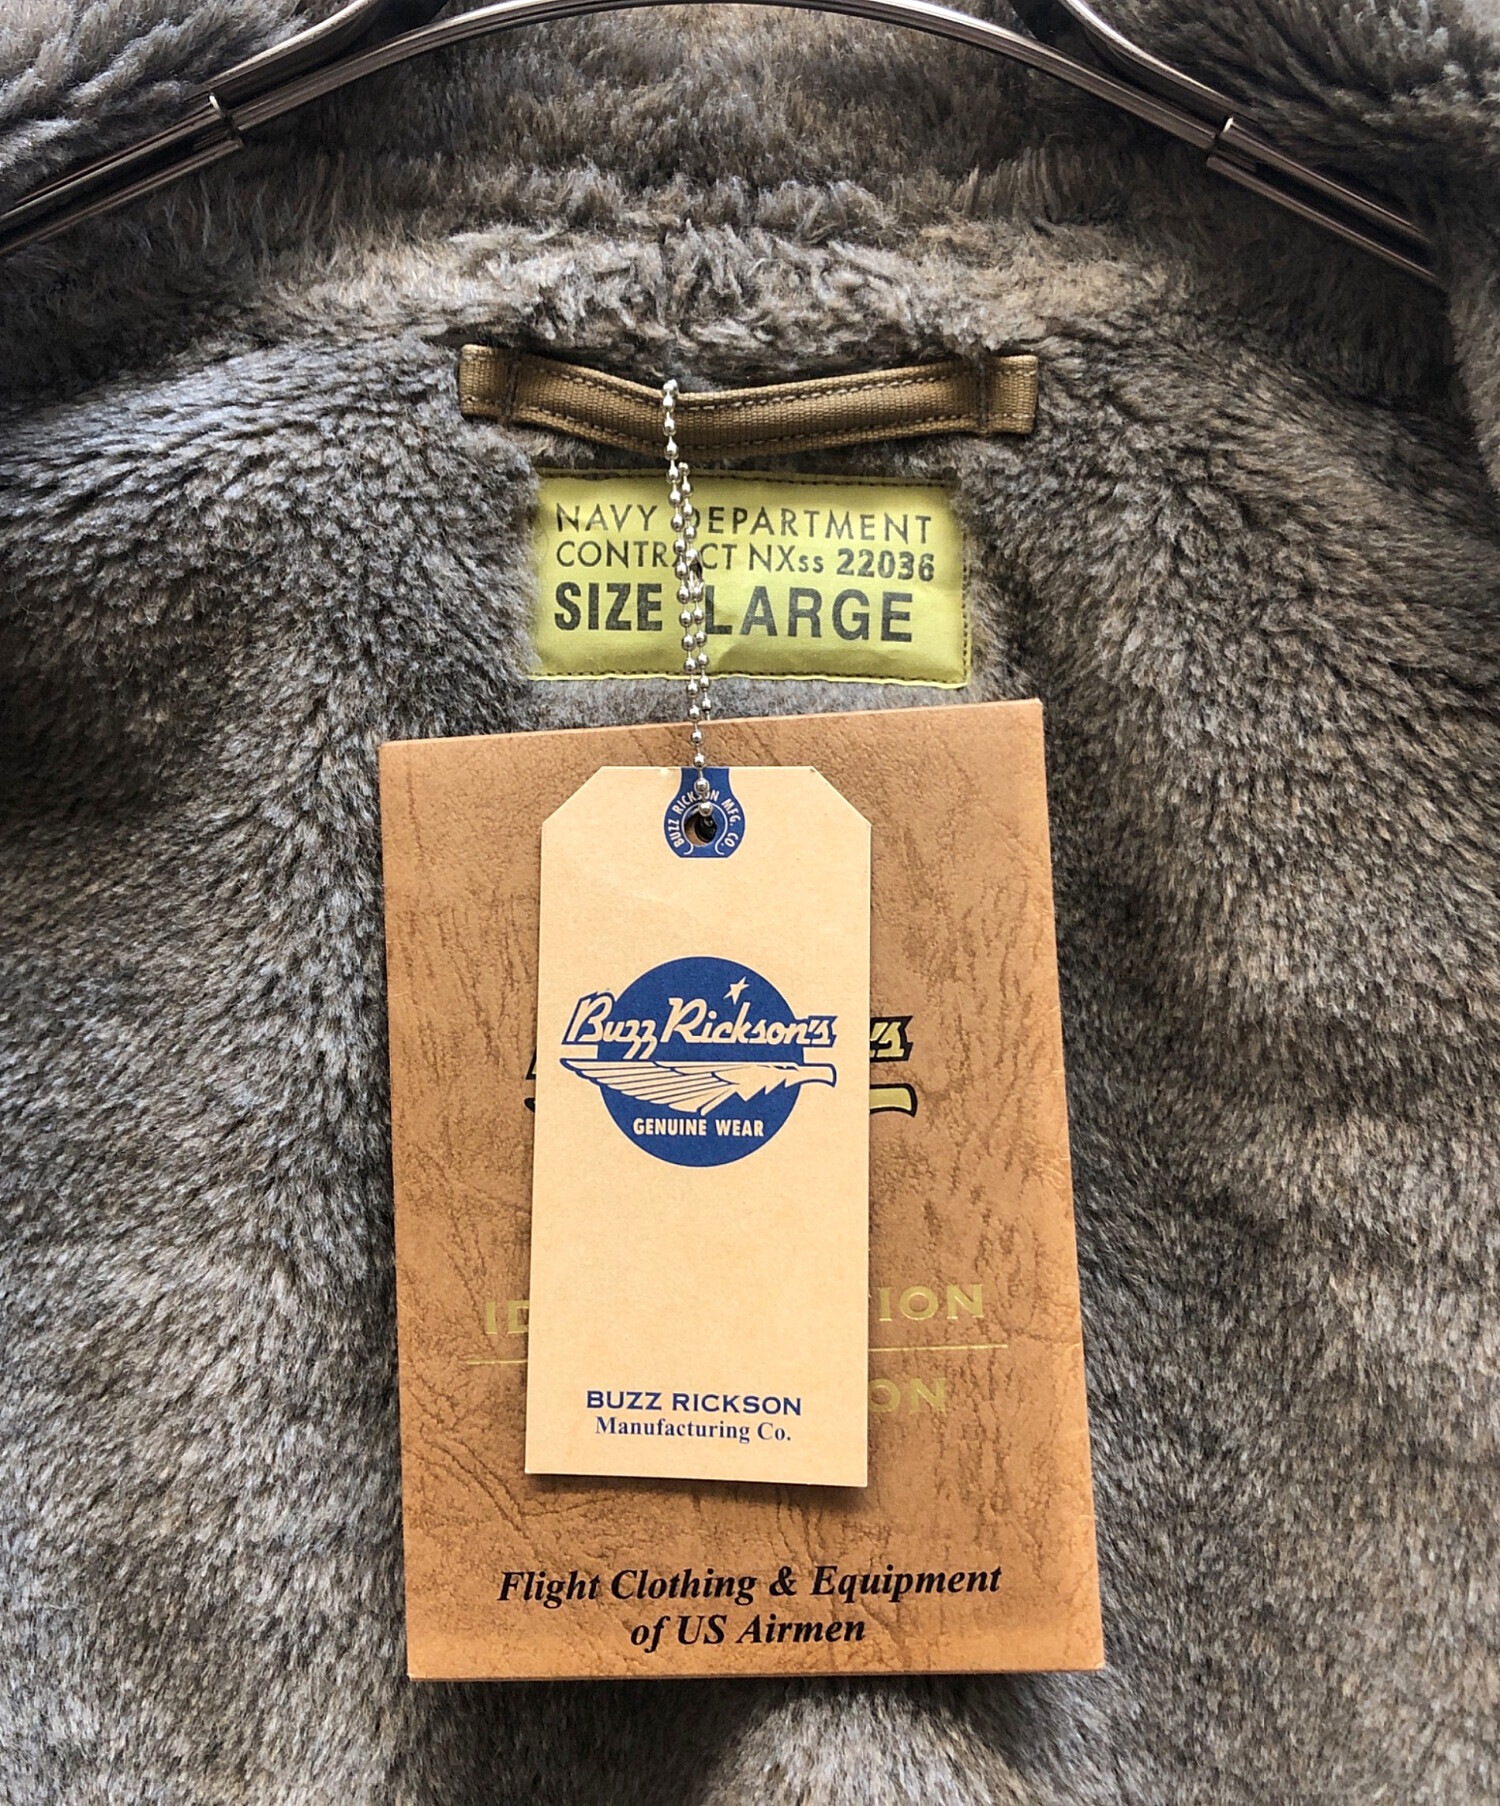 NAVY DEPARTMENT
CONTRACT NXss 22036
SIZE LARGE
BUZZ RICKSON MFG. CO.
Buzz Rickson's
GENUINE WEAR
BUZZ RICKSON
Manufacturing Co.
Flight Clothing & Equipment
of US Airmen